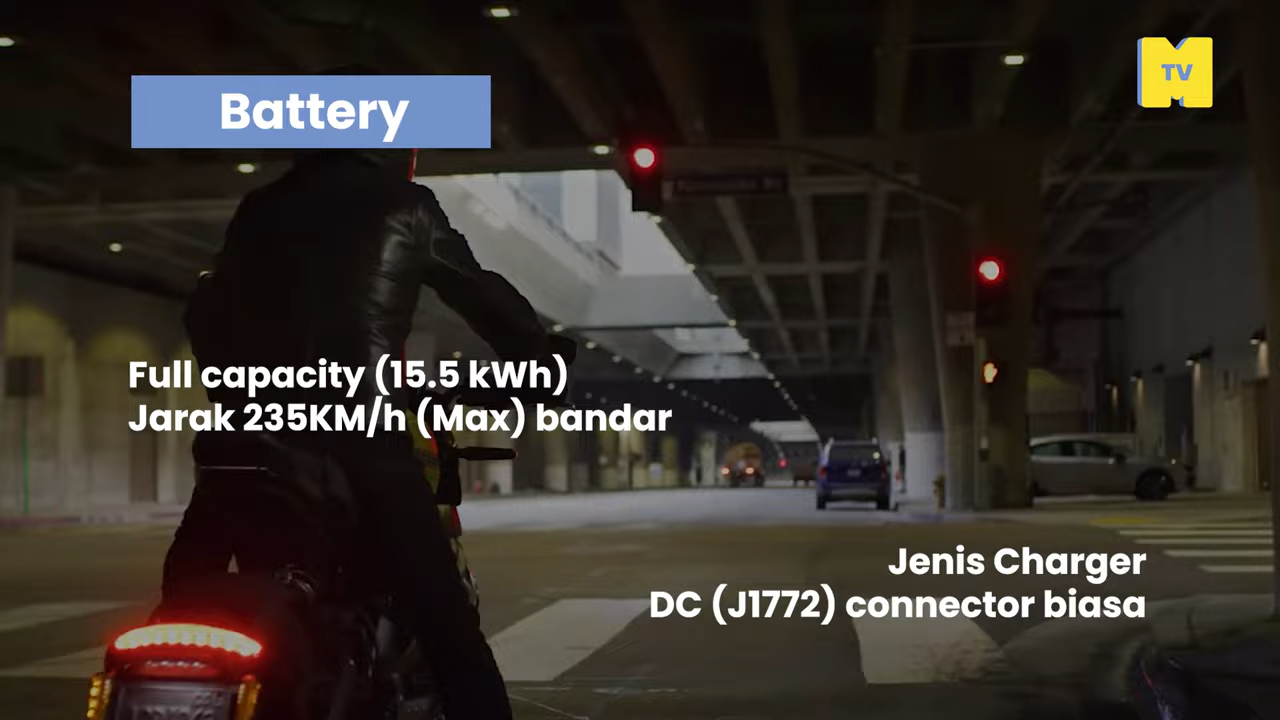 Battery
TV
Full capacity (15.5 kWh)
Jarak 235KM/h (Max) bandar
Jenis Charger
DC (J1772) connector biasa